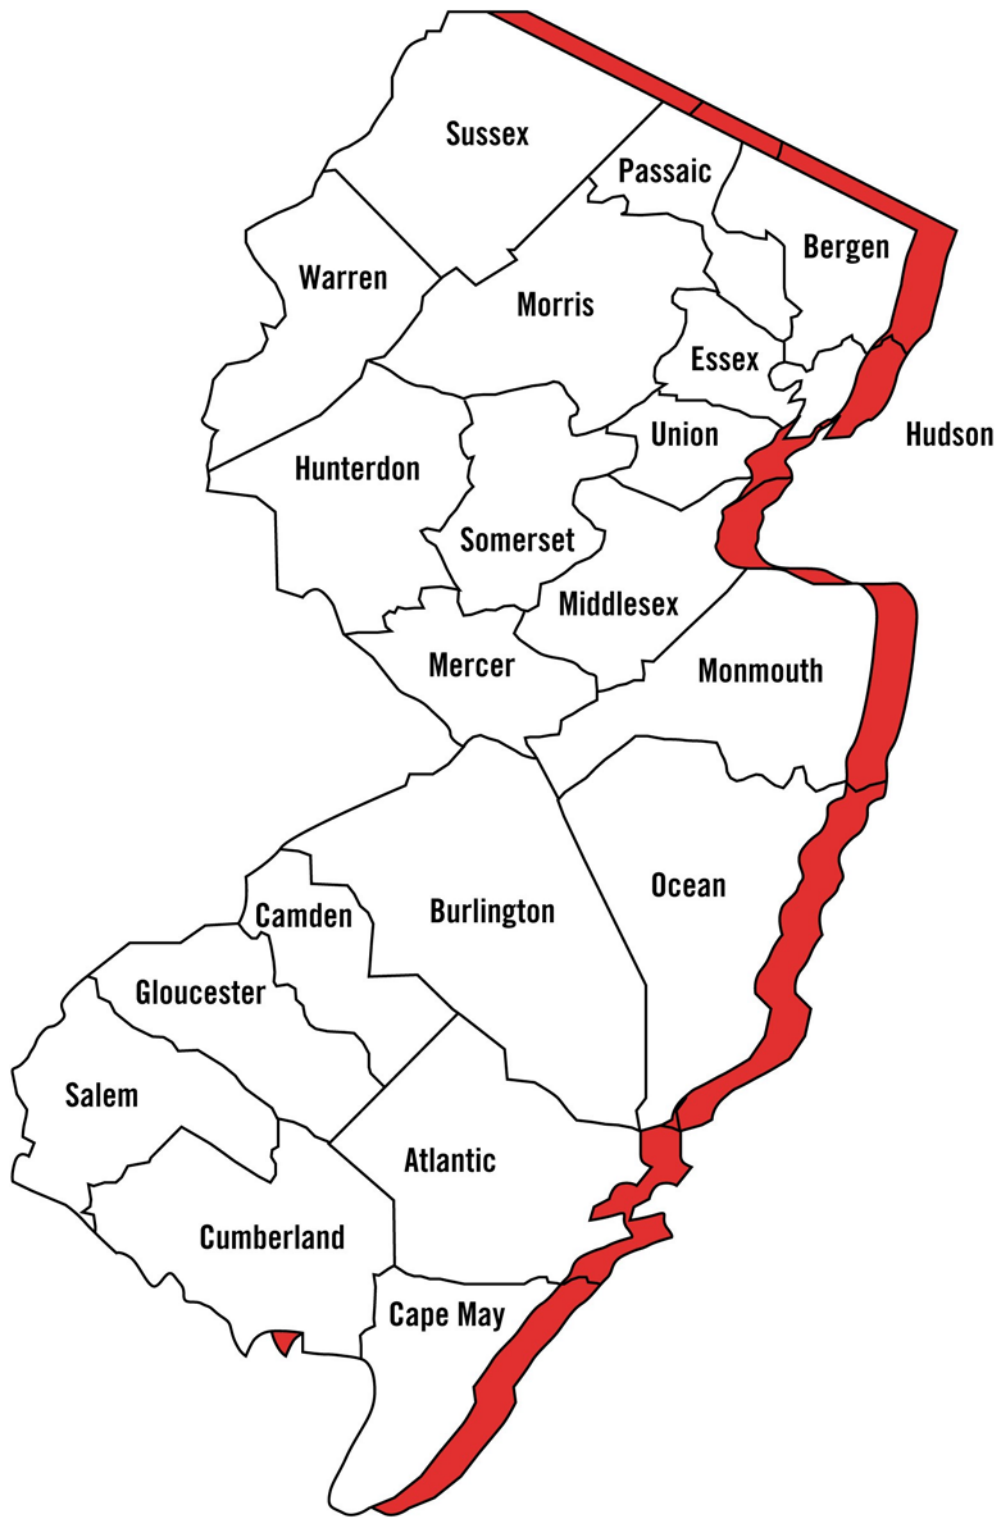 Sussex
Passaic
Bergen
Warren
Morris
Essex
Hudson
Union
Hunterdon
Somerset
Middlesex
Mercer
Monmouth
Ocean
Burlington
Camden
Gloucester
Salem
Atlantic
Cumberland
Cape May